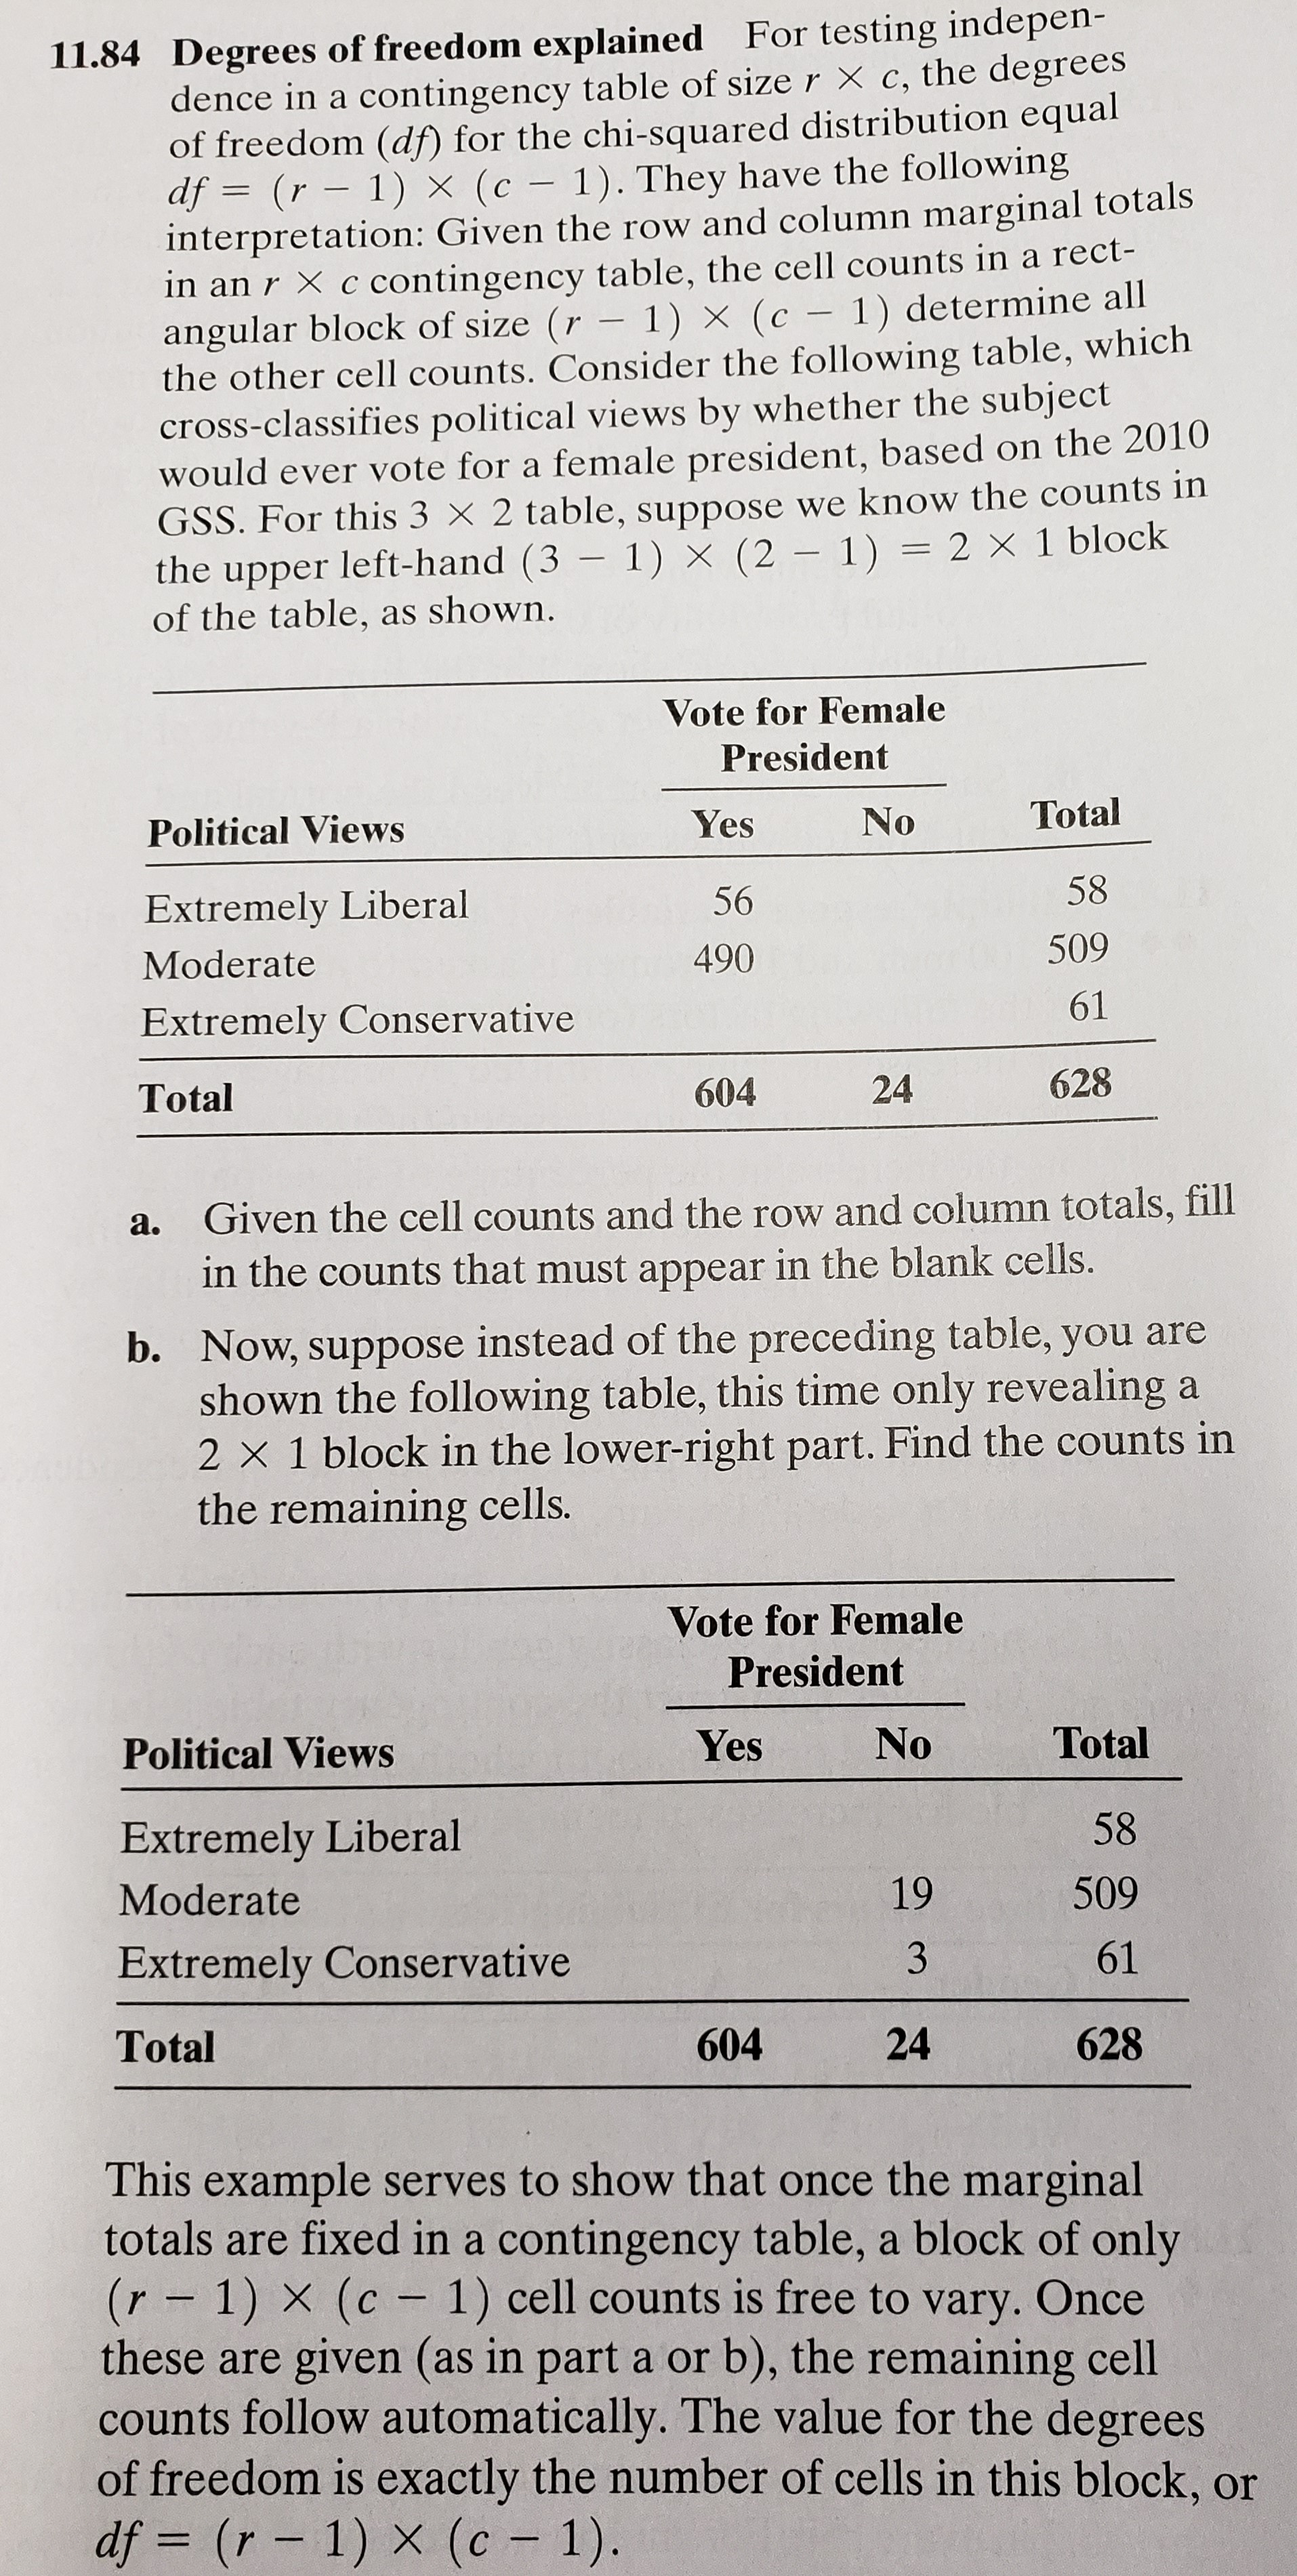 11.84 Degrees of freedom explained For testing indepen-
dence in a contingency table of size r × c, the degrees
of freedom (df) for the chi-squared distribution equal
df = (r − 1) × (c − 1). They have the following
interpretation: Given the row and column marginal totals
in an r × c contingency table, the cell counts in a rect-
angular block of size (r − 1) × (c − 1) determine all
the other cell counts. Consider the following table, which
cross-classifies political views by whether the subject
would ever vote for a female president, based on the 2010
GSS. For this 3 × 2 table, suppose we know the counts in
the upper left-hand (3 − 1) × (2 − 1) = 2 × 1 block
of the table, as shown.
Vote for Female
President
Political Views Yes No Total
Extremely Liberal 56 58
Moderate 490 509
Extremely Conservative 61
Total 604 24 628
a. Given the cell counts and the row and column totals, fill
in the counts that must appear in the blank cells.
b. Now, suppose instead of the preceding table, you are
shown the following table, this time only revealing a
2 × 1 block in the lower-right part. Find the counts in
the remaining cells.
Vote for Female
President
Political Views Yes No Total
Extremely Liberal 58
Moderate 19 509
Extremely Conservative 3 61
Total 604 24 628
This example serves to show that once the marginal
totals are fixed in a contingency table, a block of only
(r − 1) × (c − 1) cell counts is free to vary. Once
these are given (as in part a or b), the remaining cell
counts follow automatically. The value for the degrees
of freedom is exactly the number of cells in this block, or
df = (r − 1) × (c − 1).